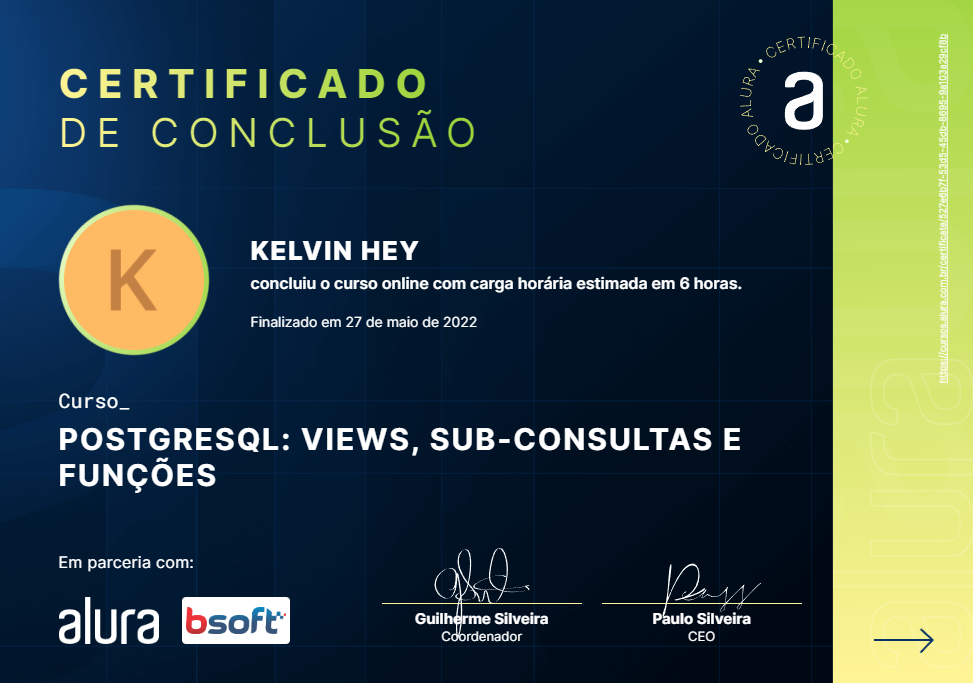 CERTIFICADO
DE CONCLUSÃO
CERTIFICADO ALURA • CERTIFICADO ALURA •
a
K
KELVIN HEY
concluiu o curso online com carga horária estimada em 6 horas.
Finalizado em 27 de maio de 2022
Curso_
POSTGRESQL: VIEWS, SUB-CONSULTAS E
FUNÇÕES
Em parceria com:
alura
bsoft
Guilherme Silveira
Coordenador
Paulo Silveira
CEO
https://cursos.alura.com.br/certificate/527e6b7f-53d5-45db-8695-9a103a29cf8b
alura